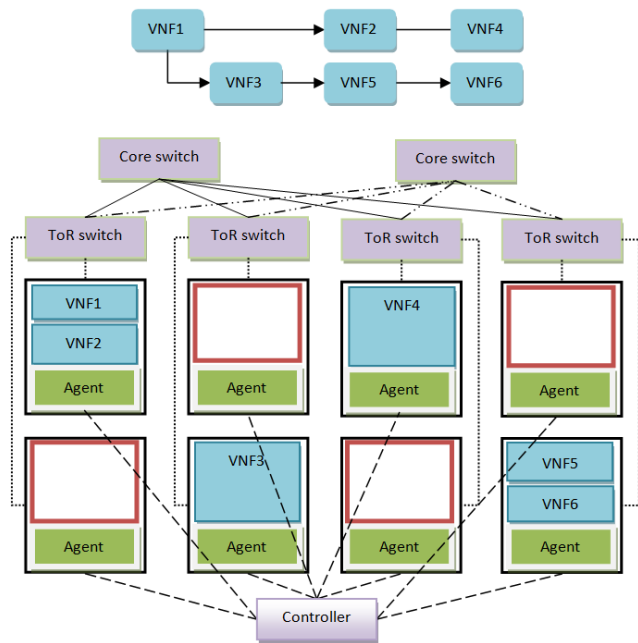 VNF1
VNF2
VNF4
VNF3
VNF5
VNF6
Core switch
Core switch
ToR switch
ToR switch
ToR switch
ToR switch
VNF1
VNF4
VNF2
Agent
Agent
Agent
Agent
VNF3
VNF5
VNF6
Agent
Agent
Agent
Agent
Controller